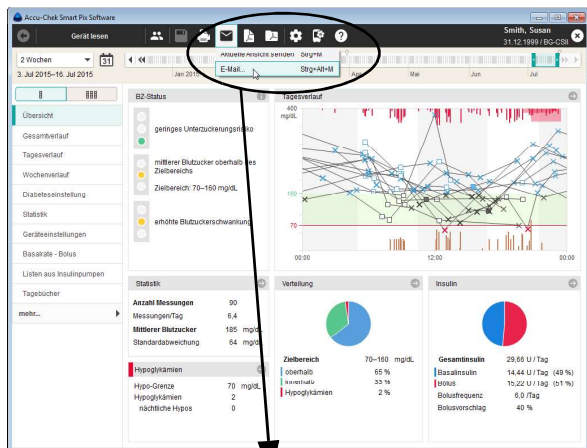 Accu-Chek Smart Pix Software
Gerät lesen
Smith, Susan
31.12.1999 / BG-CSII
Aktuelle Ansicht senden Strg+M
E-Mail... Strg+Alt+M
2 Wochen
31
3. Jul 2015–16. Jul 2015
Jan 2015
Apr
Mai
Jun
Jul
Übersicht
Gesamtverlauf
Tagesverlauf
Wochenverlauf
Diabeteseinstellung
Statistik
Geräteeinstellungen
Basalrate - Bolus
Listen aus Insulinpumpen
Tagebücher
mehr...
BZ-Status
geringes Unterzuckerungsrisiko
mittlerer Blutzucker oberhalb des
Zielbereichs
Zielbereich: 70–160 mg/dL
erhöhte Blutzuckerschwankung
Tagesverlauf
400
mg/dL
160
70
00:00
12:00
00:00
Statistik
Anzahl Messungen 90
Messungen/Tag 6,4
Mittlerer Blutzucker 185 mg/dL
Standardabweichung 64 mg/dL
Hypoglykämien
Hypo-Grenze 70 mg/dL
Hypoglykämien 2
nächtliche Hypos 0
Verteilung
Zielbereich 70–160 mg/dL
oberhalb 65 %
innerhalb 33 %
Hypoglykämien 2 %
Insulin
Gesamtinsulin 29,66 U / Tag
Basalinsulin 14,44 U / Tag (49 %)
Bolus 15,22 U / Tag (51 %)
Bolusfrequenz 6,0 /Tag
Bolusvorschlag 40 %